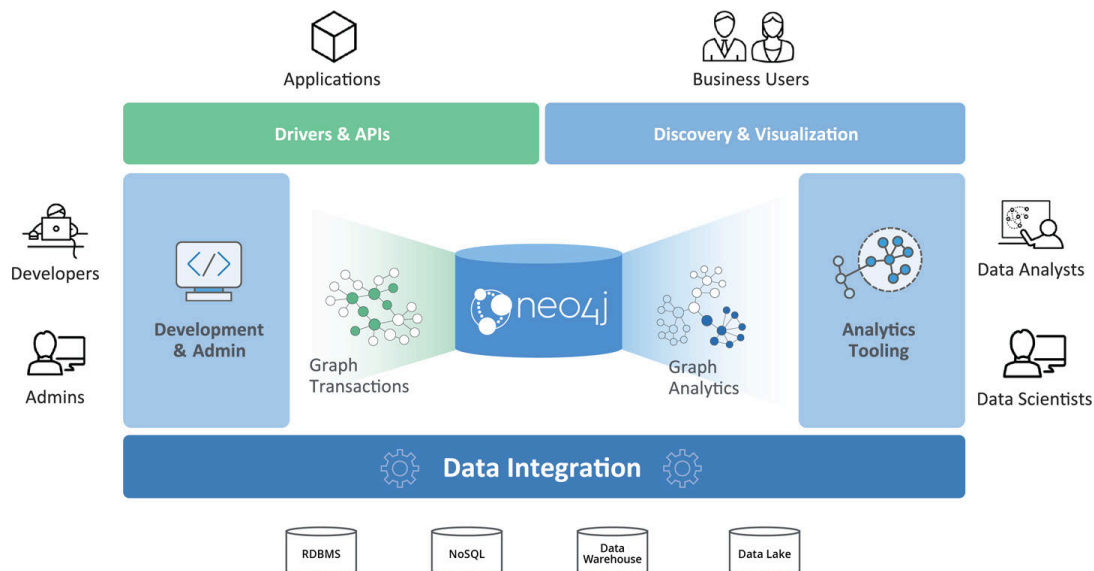 Applications
Business Users
Drivers & APIs
Discovery & Visualization
Developers
Admins
</>
Development
& Admin
Graph
Transactions
neo4j
Graph
Analytics
Analytics
Tooling
Data Analysts
Data Scientists
Data Integration
RDBMS
NoSQL
Data
Warehouse
Data Lake